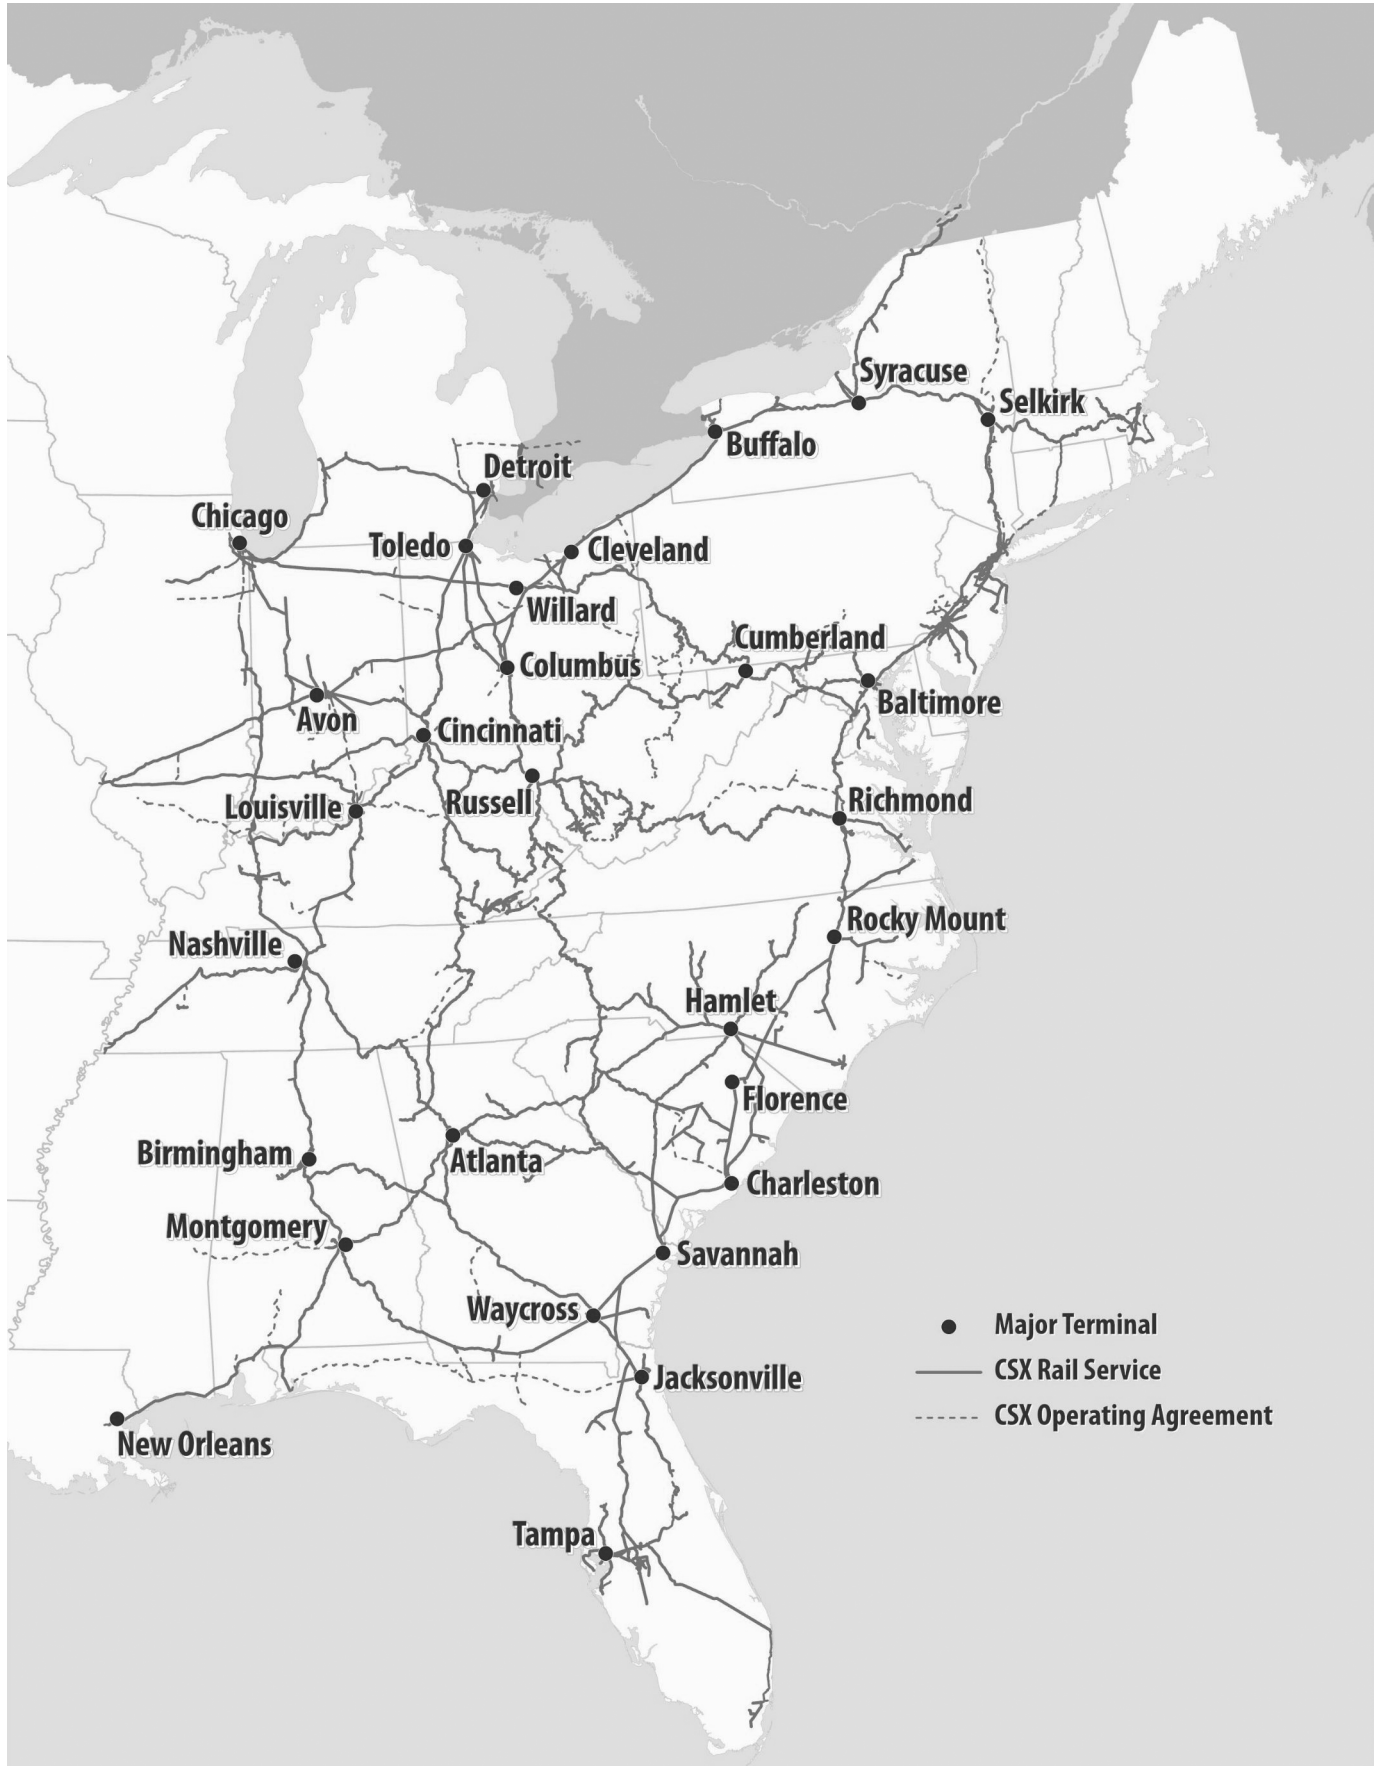 Syracuse
Selkirk
Buffalo
Detroit
Chicago
Toledo
Cleveland
Willard
Cumberland
Columbus
Baltimore
Avon
Cincinnati
Louisville
Russell
Richmond
Rocky Mount
Nashville
Hamlet
Florence
Birmingham
Atlanta
Charleston
Montgomery
Savannah
Waycross
Major Terminal
CSX Rail Service
Jacksonville
CSX Operating Agreement
New Orleans
Tampa